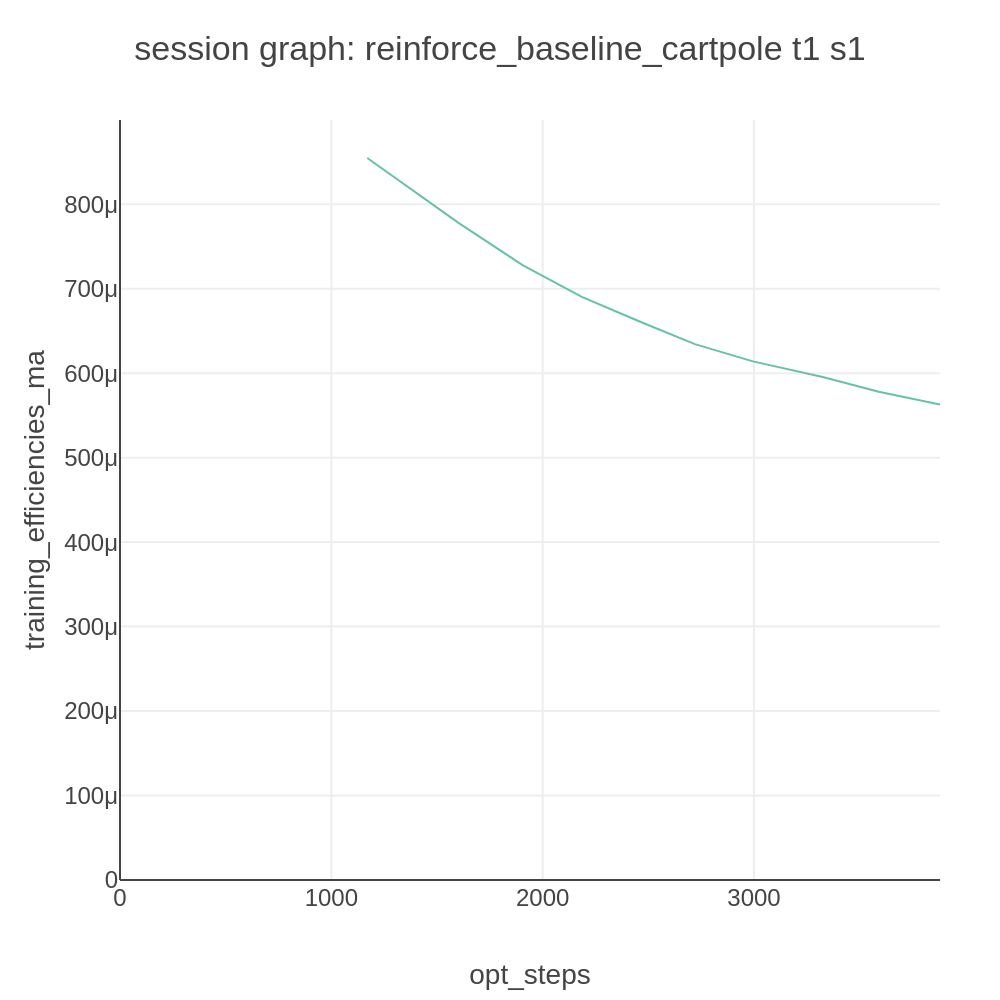 session graph: reinforce_baseline_cartpole t1 s1
training_efficiencies_ma
800μ
700μ
600μ
500μ
400μ
300μ
200μ
100μ
0
0 1000 2000 3000
opt_steps